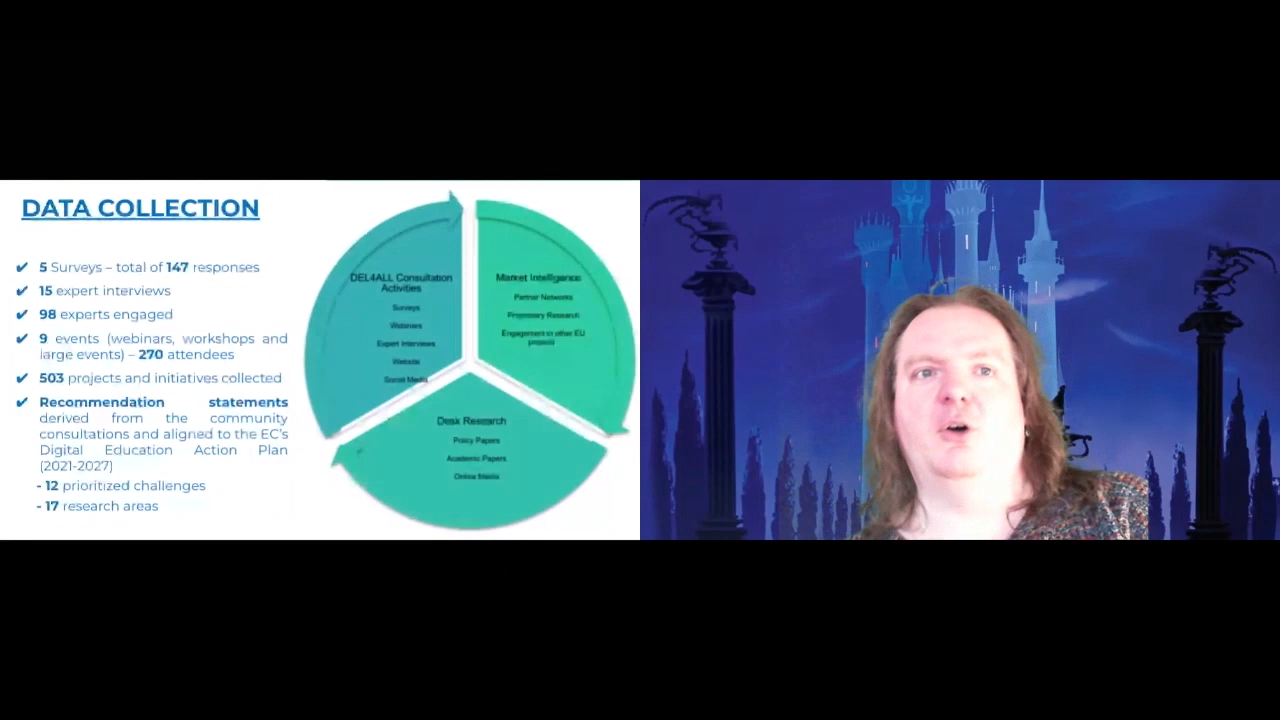 DATA COLLECTION
✔ 5 Surveys – total of 147 responses
✔ 15 expert interviews
✔ 98 experts engaged
✔ 9 events (webinars, workshops and
large events) – 270 attendees
✔ 503 projects and initiatives collected
✔ Recommendation statements
derived from the community
consultations and aligned to the EC's
Digital Education Action Plan
(2021-2027)
- 12 prioritized challenges
- 17 research areas
DEL4ALL Consultation
Activities
Surveys
Webinars
Expert Interviews
Website
Social Media
Market Intelligence
Partner Networks
Proprietary Research
Engagement in other EU
projects
Desk Research
Policy Papers
Academic Papers
Online Media